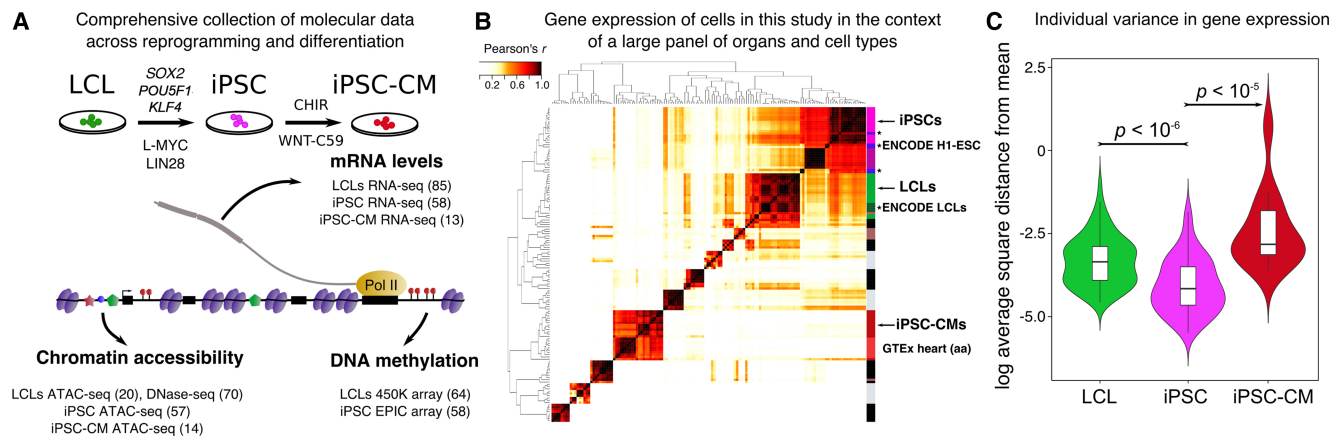 A
Comprehensive collection of molecular data
across reprogramming and differentiation
LCL
SOX2
POU5F1
KLF4
L-MYC
LIN28
iPSC
CHIR
WNT-C59
iPSC-CM
mRNA levels
LCLs RNA-seq (85)
iPSC RNA-seq (58)
iPSC-CM RNA-seq (13)
Pol II
Chromatin accessibility
LCLs ATAC-seq (20), DNase-seq (70)
iPSC ATAC-seq (57)
iPSC-CM ATAC-seq (14)
DNA methylation
LCLs 450K array (64)
iPSC EPIC array (58)
B
Gene expression of cells in this study in the context
of a large panel of organs and cell types
Pearson's r
0.2 0.6 1.0
iPSCs
*
*ENCODE H1-ESC
*
LCLs
*ENCODE LCLs
iPSC-CMs
GTEx heart (aa)
C
Individual variance in gene expression
log average square distance from mean
2.5
0
-2.5
-5.0
p < 10-5
p < 10-6
LCL iPSC iPSC-CM